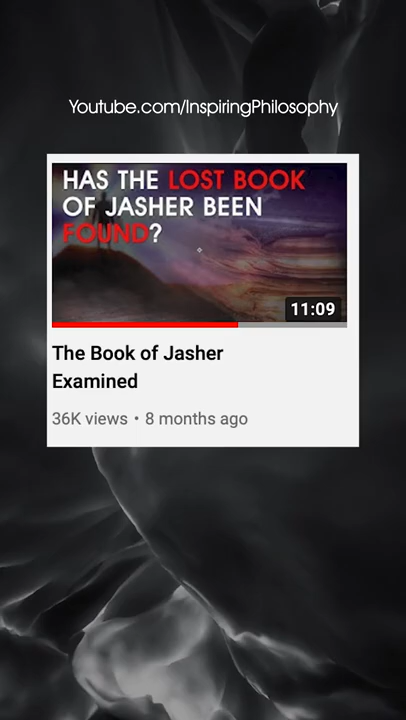 Youtube.com/InspiringPhilosophy
HAS THE LOST BOOK
OF JASHER BEEN
FOUND?
11:09
The Book of Jasher
Examined
36K views • 8 months ago